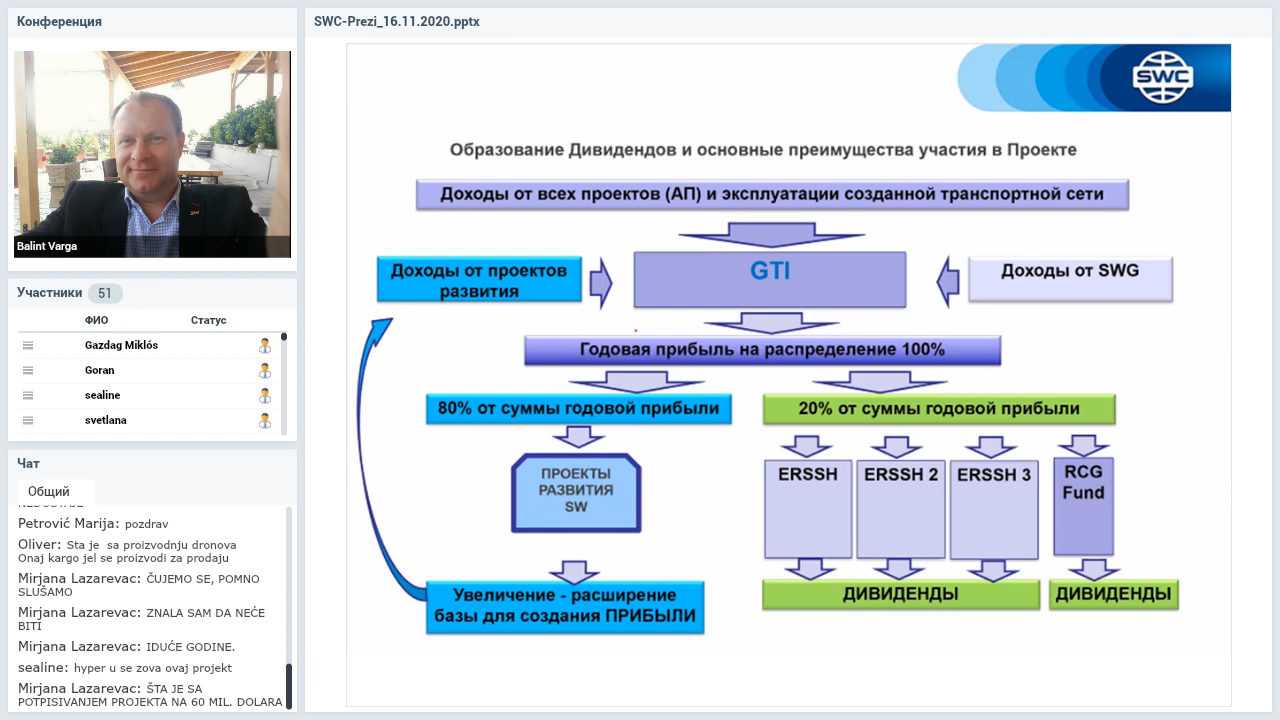 Конференция
Balint Varga
Участники 51
ФИО Статус
Gazdag Miklós
Goran
sealine
svetlana
Чат
Общий
Petrović Marija: pozdrav
Oliver: Sta je sa proizvodnju dronova
Onaj kargo jel se proizvodi za prodaju
Mirjana Lazarevac: ČUJEMO SE, POMNO
SLUŠAMO
Mirjana Lazarevac: ZNALA SAM DA NEĆE
BITI
Mirjana Lazarevac: IDUĆE GODINE.
sealine: hyper u se zova ovaj projekt
Mirjana Lazarevac: ŠTA JE SA
POTPISIVANJEM PROJEKTA NA 60 MIL. DOLARA
SWC-Prezi_16.11.2020.pptx
SWC
Образование Дивидендов и основные преимущества участия в Проекте
Доходы от всех проектов (АП) и эксплуатации созданной транспортной сети
Доходы от проектов
развития
GTI
Доходы от SWG
Годовая прибыль на распределение 100%
80% от суммы годовой прибыли
20% от суммы годовой прибыли
ПРОЕКТЫ
РАЗВИТИЯ
SW
ERSSH
ERSSH 2
ERSSH 3
RCG
Fund
Увеличение - расширение
базы для создания ПРИБЫЛИ
ДИВИДЕНДЫ
ДИВИДЕНДЫ